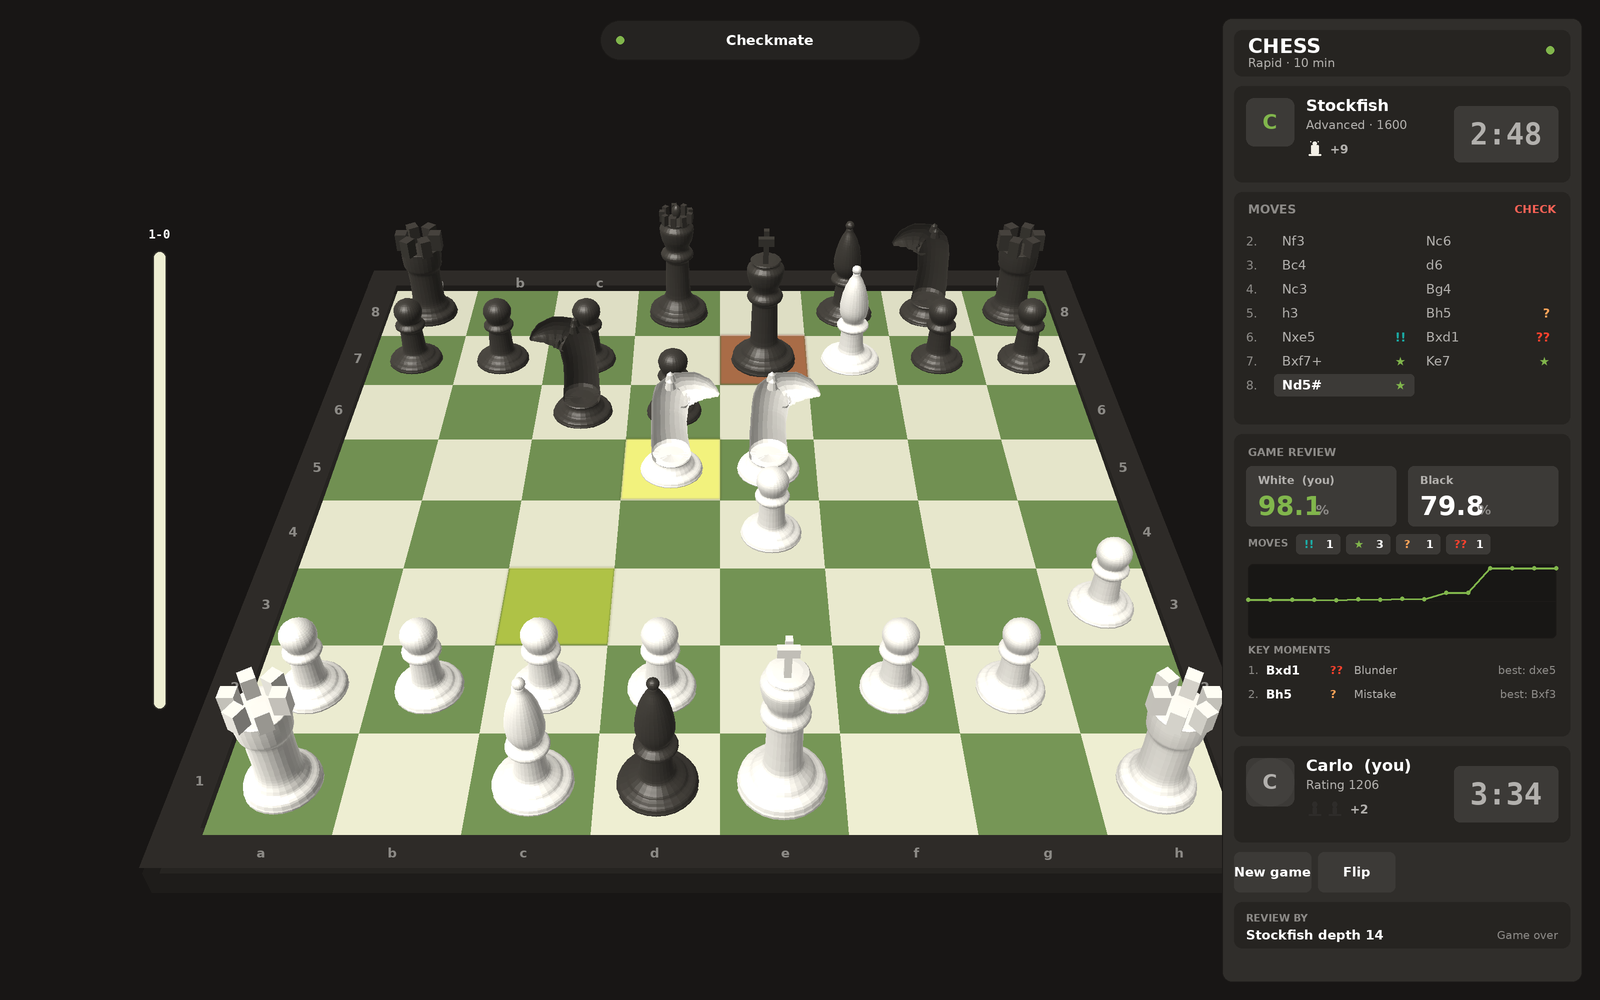 Checkmate
1-0
b c
8 8
7 7
6 6
5 5
4 4
3 3
1
a b c d e f g h
CHESS
Rapid · 10 min
C
Stockfish
Advanced · 1600
+9
2:48
MOVES CHECK
2. Nf3 Nc6
3. Bc4 d6
4. Nc3 Bg4
5. h3 Bh5 ?
6. Nxe5 !! Bxd1 ??
7. Bxf7+ ★ Ke7 ★
8. Nd5# ★
GAME REVIEW
White (you) Black
98.1% 79.8%
MOVES !! 1 ★ 3 ? 1 ?? 1
KEY MOMENTS
1. Bxd1 ?? Blunder best: dxe5
2. Bh5 ? Mistake best: Bxf3
C
Carlo (you)
Rating 1206
+2
3:34
New game Flip
REVIEW BY
Stockfish depth 14 Game over